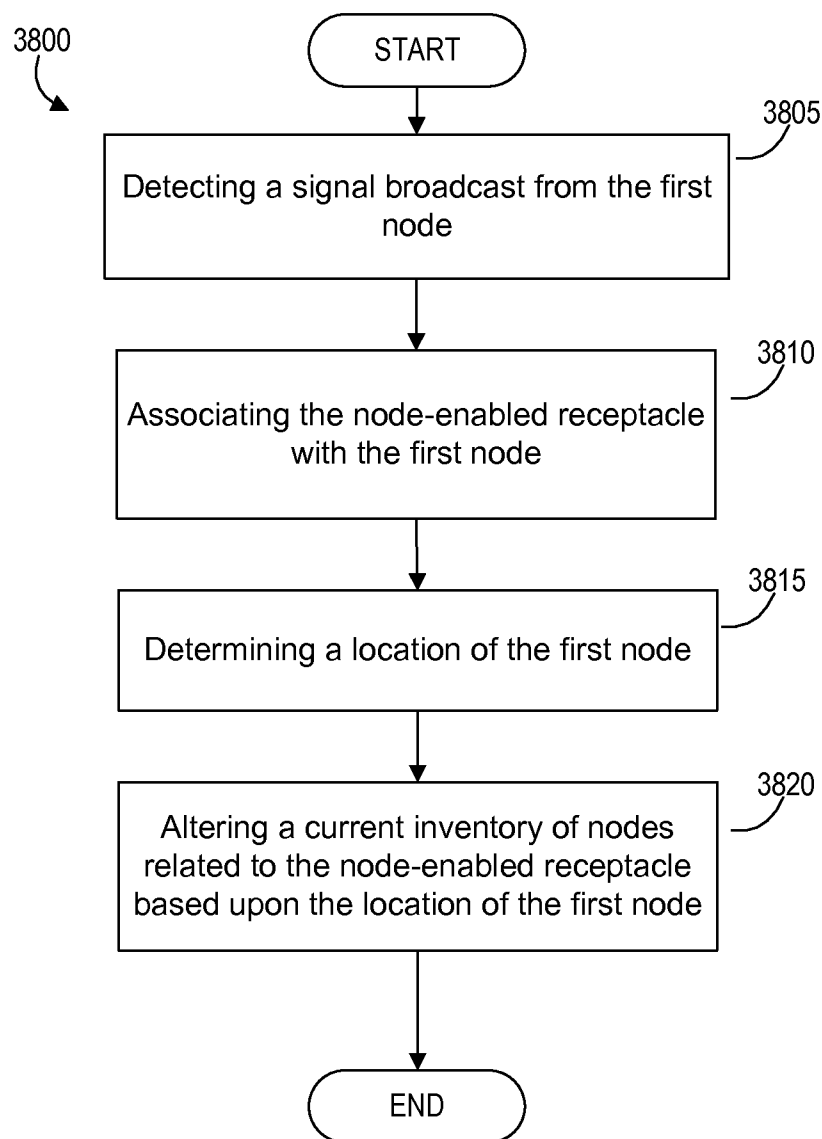 3800
START
3805
Detecting a signal broadcast from the first
node
3810
Associating the node-enabled receptacle
with the first node
3815
Determining a location of the first node
3820
Altering a current inventory of nodes
related to the node-enabled receptacle
based upon the location of the first node
END